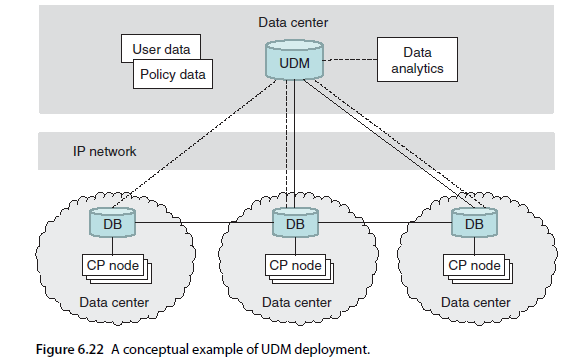 Data center
User data
Policy data
UDM
Data
analytics
IP network
DB
DB
DB
CP node
CP node
CP node
Data center
Data center
Data center
Figure 6.22 A conceptual example of UDM deployment.